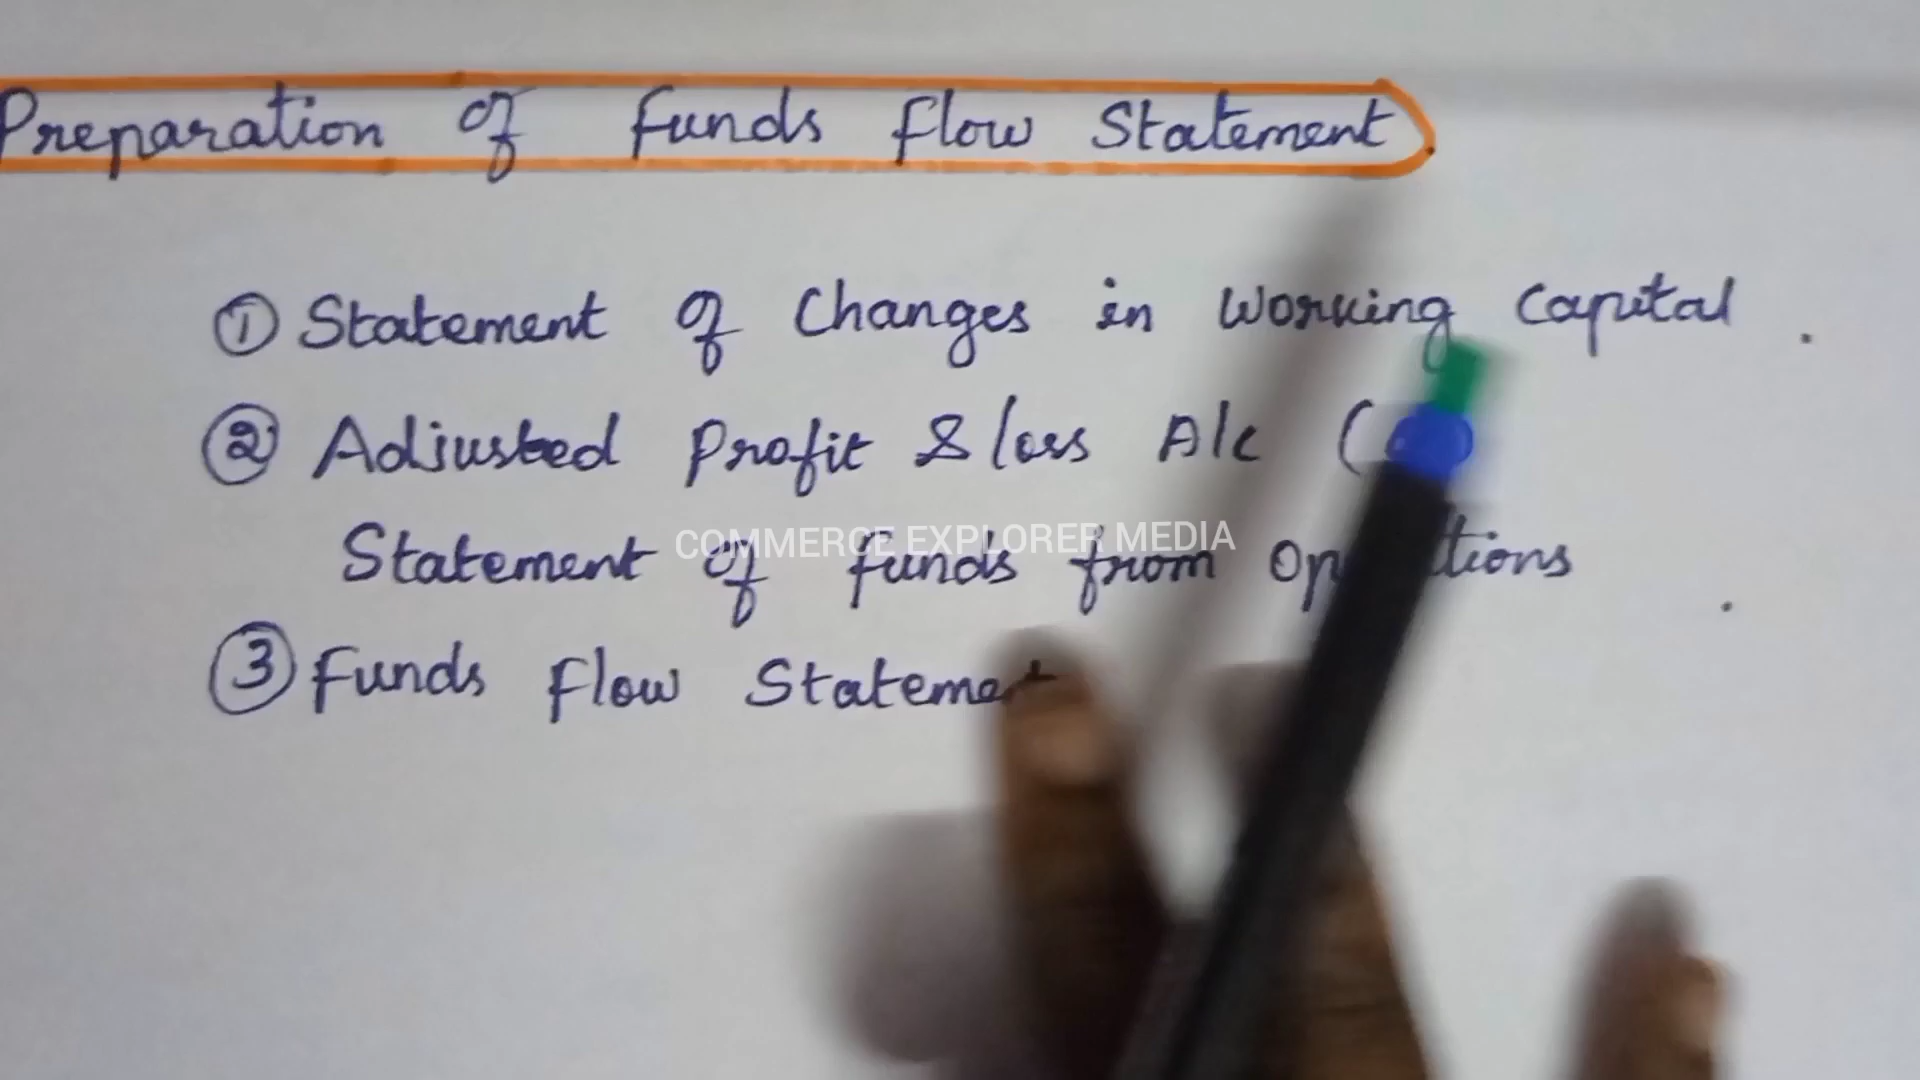 Preparation of Funds Flow Statement
① Statement of Changes in Working Capital .
② Adjusted Profit & loss A/c (
COMMERCE EXPLORER MEDIA
Statement of Funds from
③ Funds Flow Statement